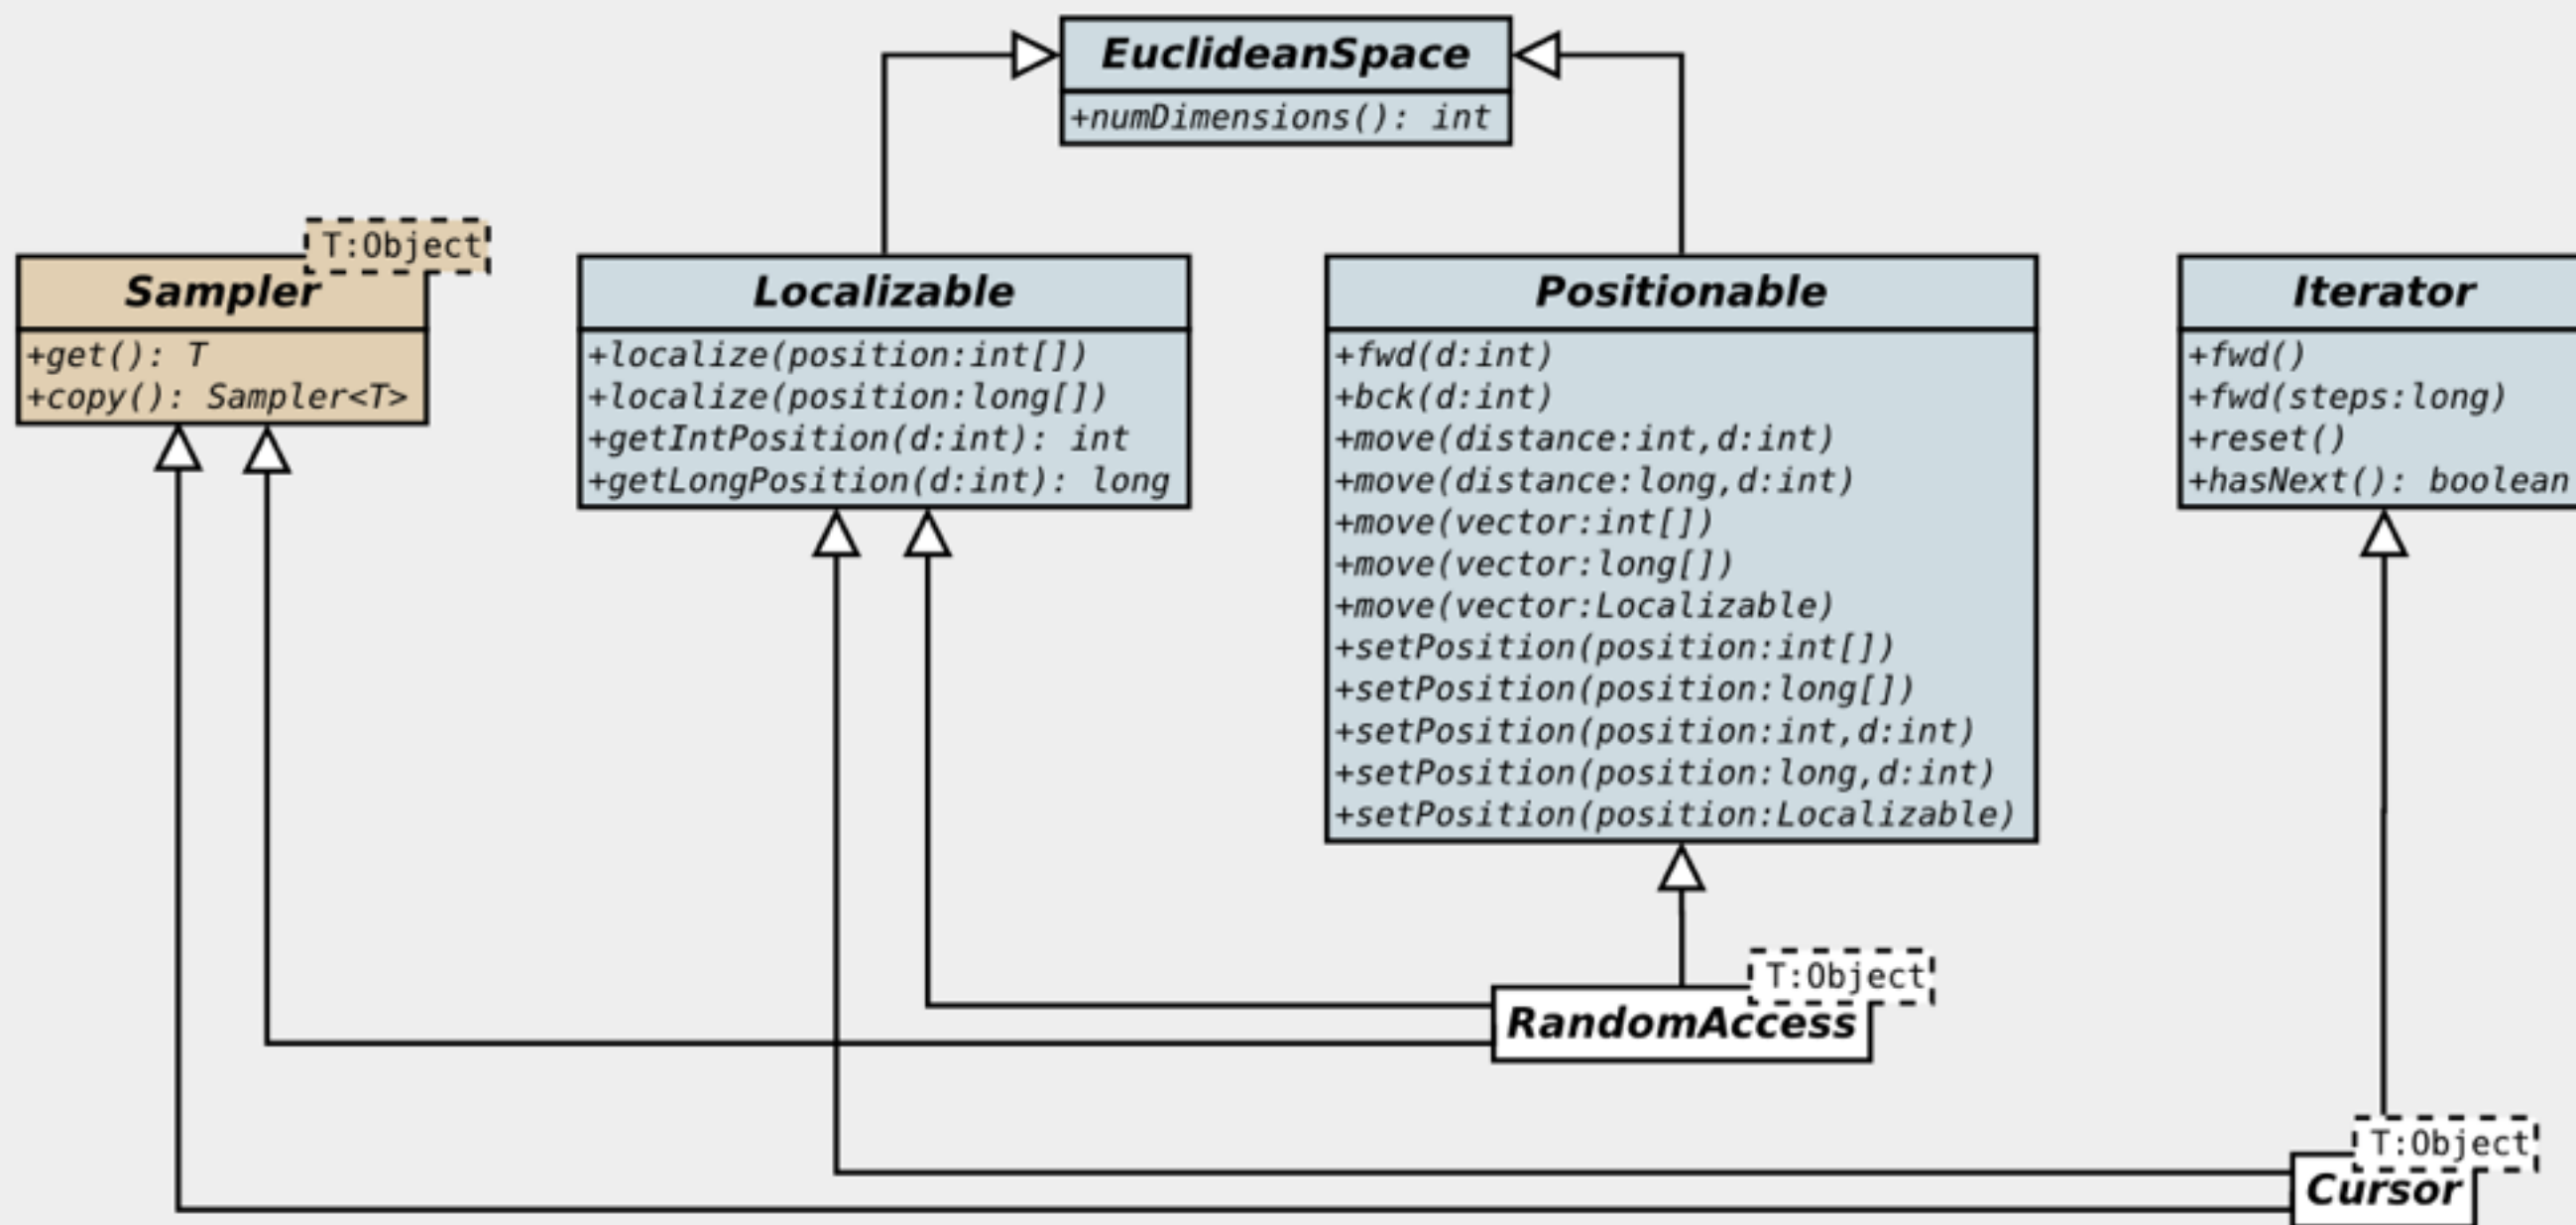 EuclideanSpace
+numDimensions(): int
T:Object
Sampler
+get(): T
+copy(): Sampler<T>
Localizable
+localize(position:int[])
+localize(position:long[])
+getIntPosition(d:int): int
+getLongPosition(d:int): long
Positionable
+fwd(d:int)
+bck(d:int)
+move(distance:int,d:int)
+move(distance:long,d:int)
+move(vector:int[])
+move(vector:long[])
+move(vector:Localizable)
+setPosition(position:int[])
+setPosition(position:long[])
+setPosition(position:int,d:int)
+setPosition(position:long,d:int)
+setPosition(position:Localizable)
Iterator
+fwd()
+fwd(steps:long)
+reset()
+hasNext(): boolean
T:Object
RandomAccess
T:Object
Cursor